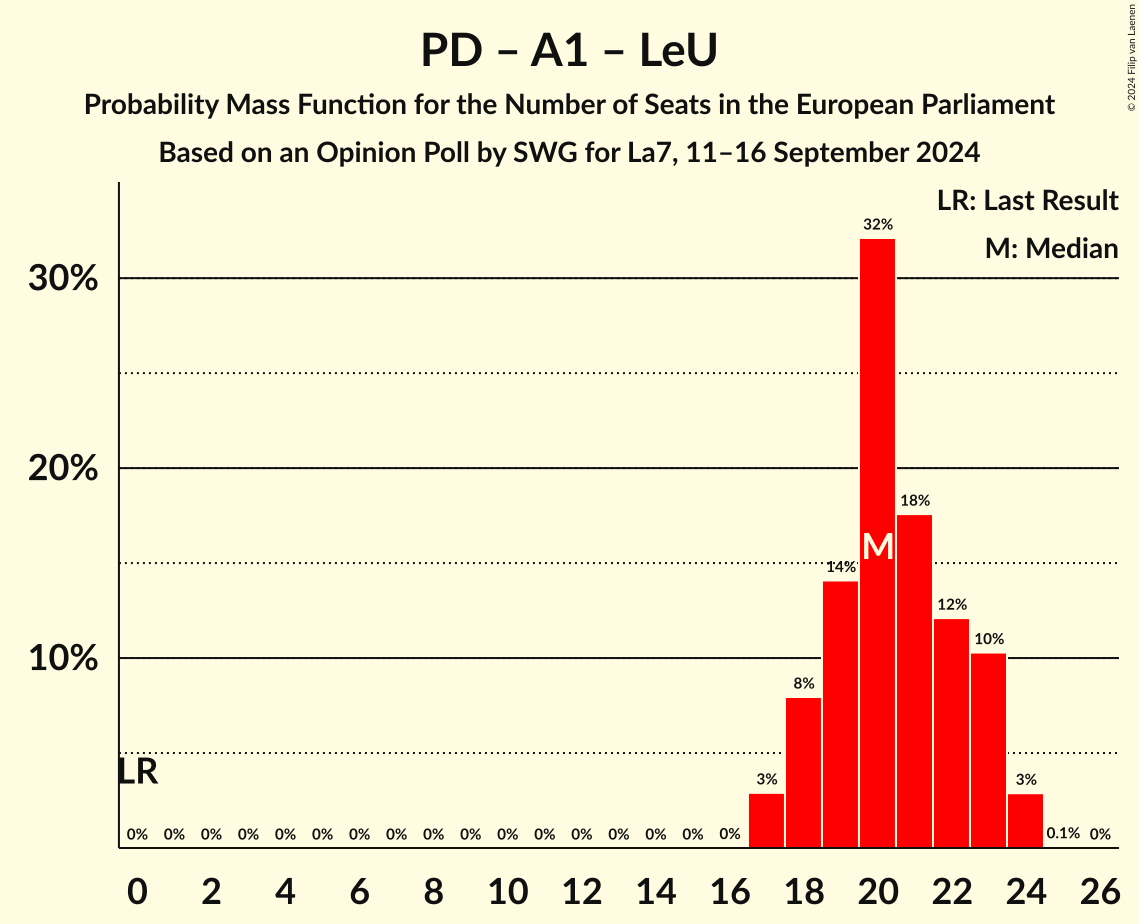 PD – A1 – LeU
Probability Mass Function for the Number of Seats in the European Parliament
Based on an Opinion Poll by SWG for La7, 11–16 September 2024
© 2024 Filip van Laenen
LR: Last Result
M: Median
30%
20%
10%
32%
18%
M
14%
12%
10%
8%
LR
3%
3%
0% 0% 0% 0% 0% 0% 0% 0% 0% 0% 0% 0% 0% 0% 0% 0% 0% 0.1% 0%
0 2 4 6 8 10 12 14 16 18 20 22 24 26